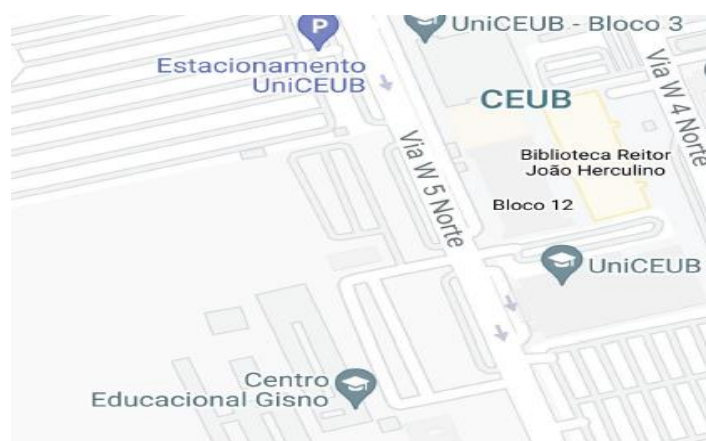 UniCEUB - Bloco 3
P
Estacionamento
UniCEUB
CEUB
Via W 4 Norte
Via W 5 Norte
Biblioteca Reitor
João Herculino
Bloco 12
UniCEUB
Centro
Educacional Gisno